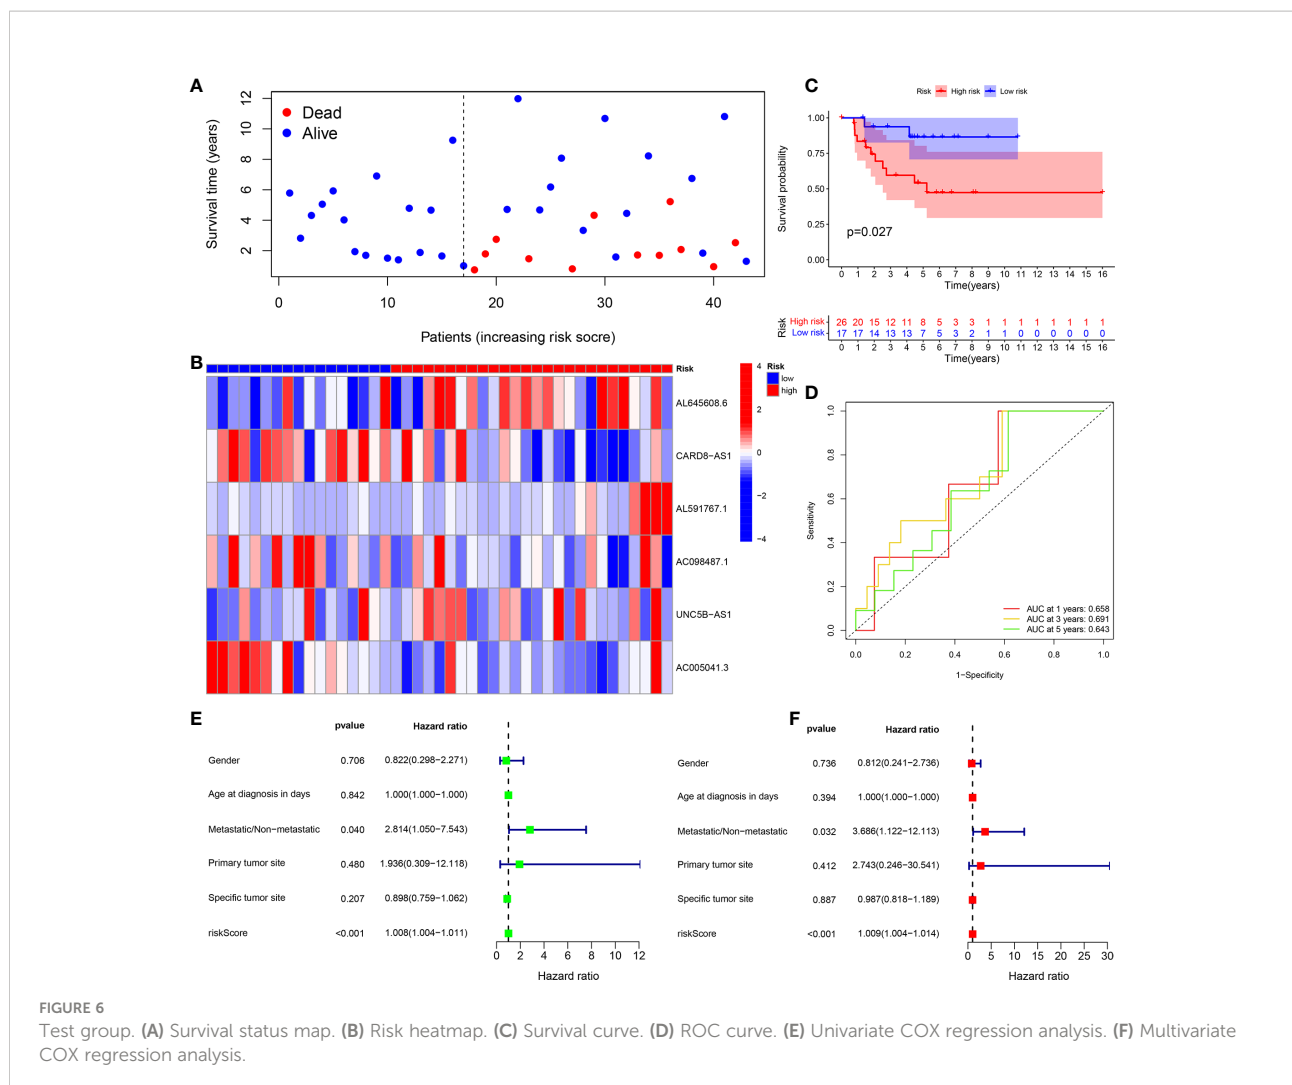 A
Dead
Alive
Survival time (years)
12
10
8
6
4
2
0 10 20 30 40
Patients (increasing risk socre)
B
Risk
AL645608.6
CARD8−AS1
AL591767.1
AC098487.1
UNC5B−AS1
AC005041.3
4
2
0
−2
−4
Risk
low
high
C
Risk High risk Low risk
Survival probability
1.00
0.75
0.50
0.25
0.00
p=0.027
0 1 2 3 4 5 6 7 8 9 10 11 12 13 14 15 16
Time(years)
Risk
High risk 26 20 15 12 11 8 5 3 3 1 1 1 1 1 1 1 1
Low risk 17 17 14 13 13 7 5 3 2 1 1 0 0 0 0 0 0
0 1 2 3 4 5 6 7 8 9 10 11 12 13 14 15 16
Time(years)
D
Sensitivity
1.0
0.8
0.6
0.4
0.2
0.0
AUC at 1 years: 0.658
AUC at 3 years: 0.691
AUC at 5 years: 0.643
0.0 0.2 0.4 0.6 0.8 1.0
1−Specificity
E
pvalue Hazard ratio
Gender 0.706 0.822(0.298−2.271)
Age at diagnosis in days 0.842 1.000(1.000−1.000)
Metastatic/Non−metastatic 0.040 2.814(1.050−7.543)
Primary tumor site 0.480 1.936(0.309−12.118)
Specific tumor site 0.207 0.898(0.759−1.062)
riskScore <0.001 1.008(1.004−1.011)
0 2 4 6 8 10 12
Hazard ratio
F
pvalue Hazard ratio
Gender 0.736 0.812(0.241−2.736)
Age at diagnosis in days 0.394 1.000(1.000−1.000)
Metastatic/Non−metastatic 0.032 3.686(1.122−12.113)
Primary tumor site 0.412 2.743(0.246−30.541)
Specific tumor site 0.887 0.987(0.818−1.189)
riskScore <0.001 1.009(1.004−1.014)
0 5 10 15 20 25 30
Hazard ratio
FIGURE 6
Test group. (A) Survival status map. (B) Risk heatmap. (C) Survival curve. (D) ROC curve. (E) Univariate COX regression analysis. (F) Multivariate
COX regression analysis.